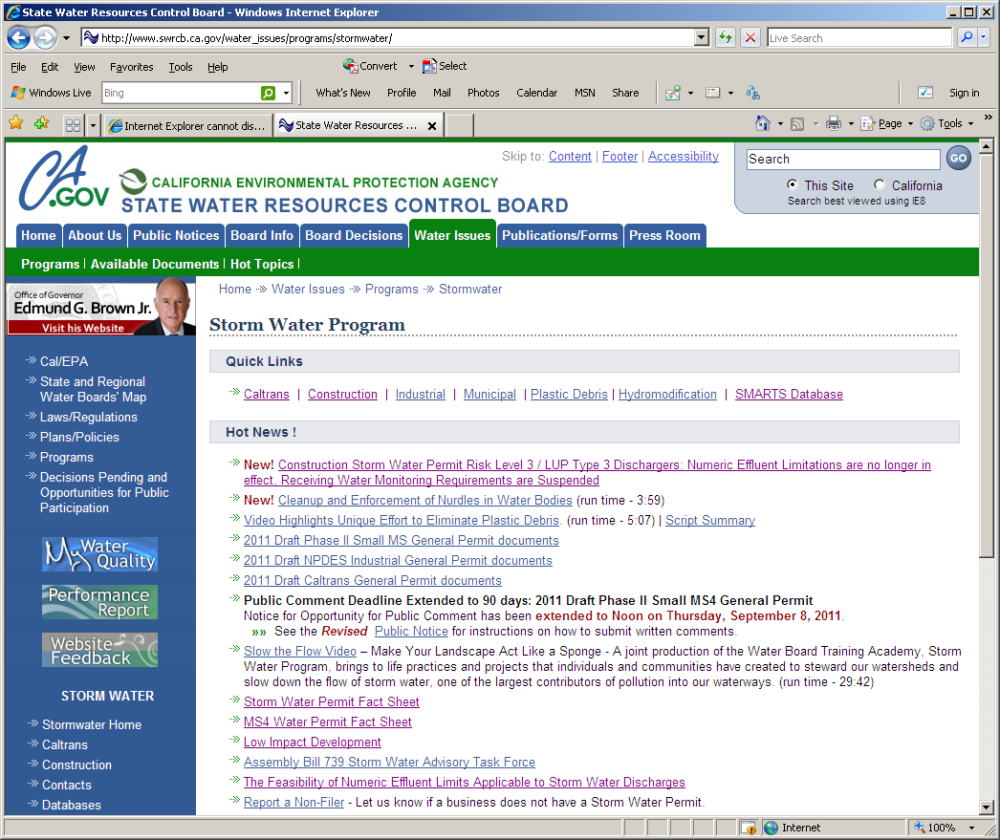 State Water Resources Control Board - Windows Internet Explorer
http://www.swrcb.ca.gov/water_issues/programs/stormwater/
Live Search
File Edit View Favorites Tools Help
Convert Select
Windows Live Bing What's New Profile Mail Photos Calendar MSN Share Sign in
Internet Explorer cannot dis... State Water Resources ... Page Tools »
CA.GOV
Skip to: Content | Footer | Accessibility
Search GO
This Site California
Search best viewed using IE8
CALIFORNIA ENVIRONMENTAL PROTECTION AGENCY
STATE WATER RESOURCES CONTROL BOARD
Home About Us Public Notices Board Info Board Decisions Water Issues Publications/Forms Press Room
Programs | Available Documents | Hot Topics |
Office of Governor
Edmund G. Brown Jr.
Visit his Website
Cal/EPA
State and Regional
Water Boards' Map
Laws/Regulations
Plans/Policies
Programs
Decisions Pending and
Opportunities for Public
Participation
My Water
Quality
Performance
Report
Website
Feedback
STORM WATER
Stormwater Home
Caltrans
Construction
Contacts
Databases
Home Water Issues Programs Stormwater
Storm Water Program
Quick Links
Caltrans | Construction | Industrial | Municipal | Plastic Debris | Hydromodification | SMARTS Database
Hot News !
New! Construction Storm Water Permit Risk Level 3 / LUP Type 3 Dischargers: Numeric Effluent Limitations are no longer in
effect. Receiving Water Monitoring Requirements are Suspended
New! Cleanup and Enforcement of Nurdles in Water Bodies (run time - 3:59)
Video Highlights Unique Effort to Eliminate Plastic Debris. (run time - 5:07) | Script Summary
2011 Draft Phase II Small MS General Permit documents
2011 Draft NPDES Industrial General Permit documents
2011 Draft Caltrans General Permit documents
Public Comment Deadline Extended to 90 days: 2011 Draft Phase II Small MS4 General Permit
Notice for Opportunity for Public Comment has been extended to Noon on Thursday, September 8, 2011.
»» See the Revised Public Notice for instructions on how to submit written comments.
Slow the Flow Video – Make Your Landscape Act Like a Sponge - A joint production of the Water Board Training Academy, Storm
Water Program, brings to life practices and projects that individuals and communities have created to steward our watersheds and
slow down the flow of storm water, one of the largest contributors of pollution into our waterways. (run time - 29:42)
Storm Water Permit Fact Sheet
MS4 Water Permit Fact Sheet
Low Impact Development
Assembly Bill 739 Storm Water Advisory Task Force
The Feasibility of Numeric Effluent Limits Applicable to Storm Water Discharges
Report a Non-Filer - Let us know if a business does not have a Storm Water Permit.
Internet 100%